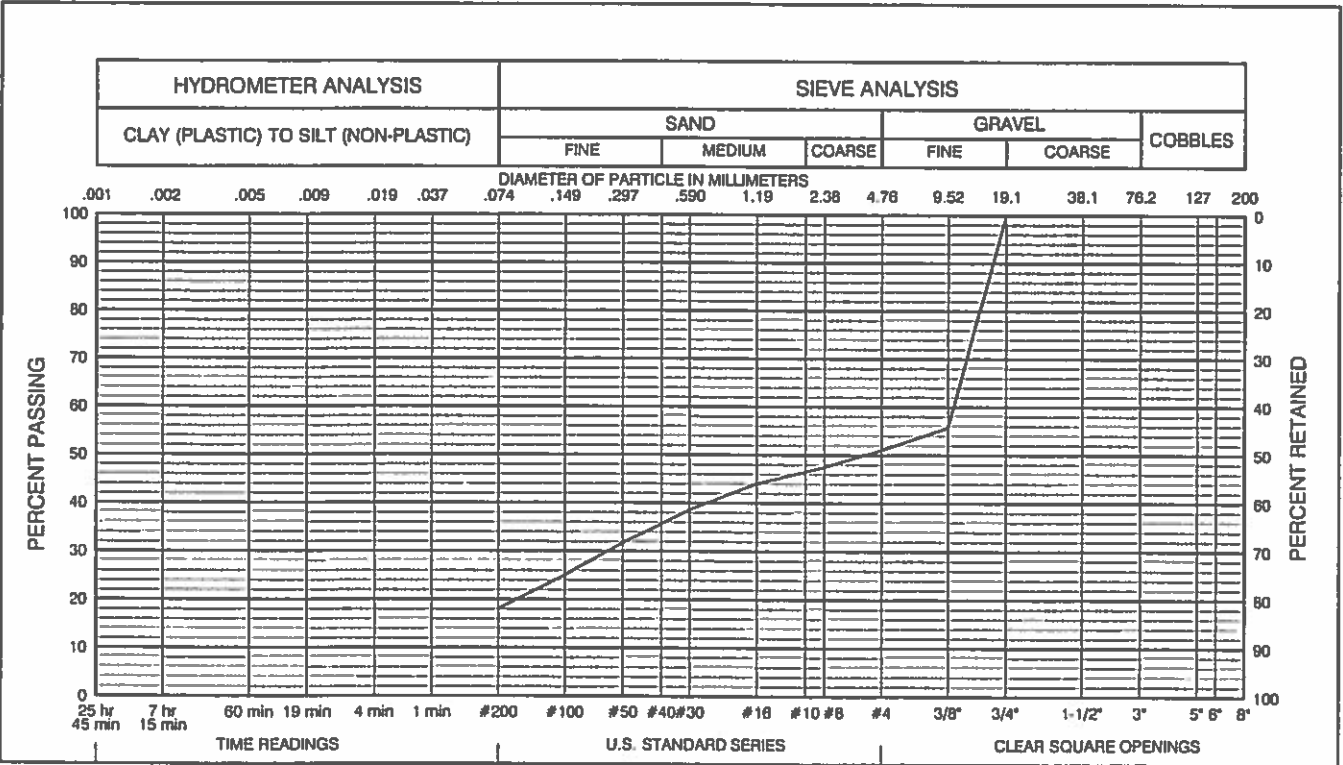 HYDROMETER ANALYSIS SIEVE ANALYSIS
CLAY (PLASTIC) TO SILT (NON-PLASTIC) SAND GRAVEL COBBLES
FINE MEDIUM COARSE FINE COARSE
DIAMETER OF PARTICLE IN MILLIMETERS
.001 .002 .005 .009 .019 .037 .074 .149 .297 .590 1.19 2.38 4.76 9.52 19.1 38.1 76.2 127 200
100 0
90 10
80 20
70 30
60 40
50 50
40 60
30 70
20 80
10 90
0 100
PERCENT PASSING
PERCENT RETAINED
25 hr 7 hr 60 min 19 min 4 min 1 min #200 #100 #50 #40 #30 #16 #10 #8 #4 3/8" 3/4" 1-1/2" 3" 5" 6" 8"
45 min 15 min
TIME READINGS U.S. STANDARD SERIES CLEAR SQUARE OPENINGS